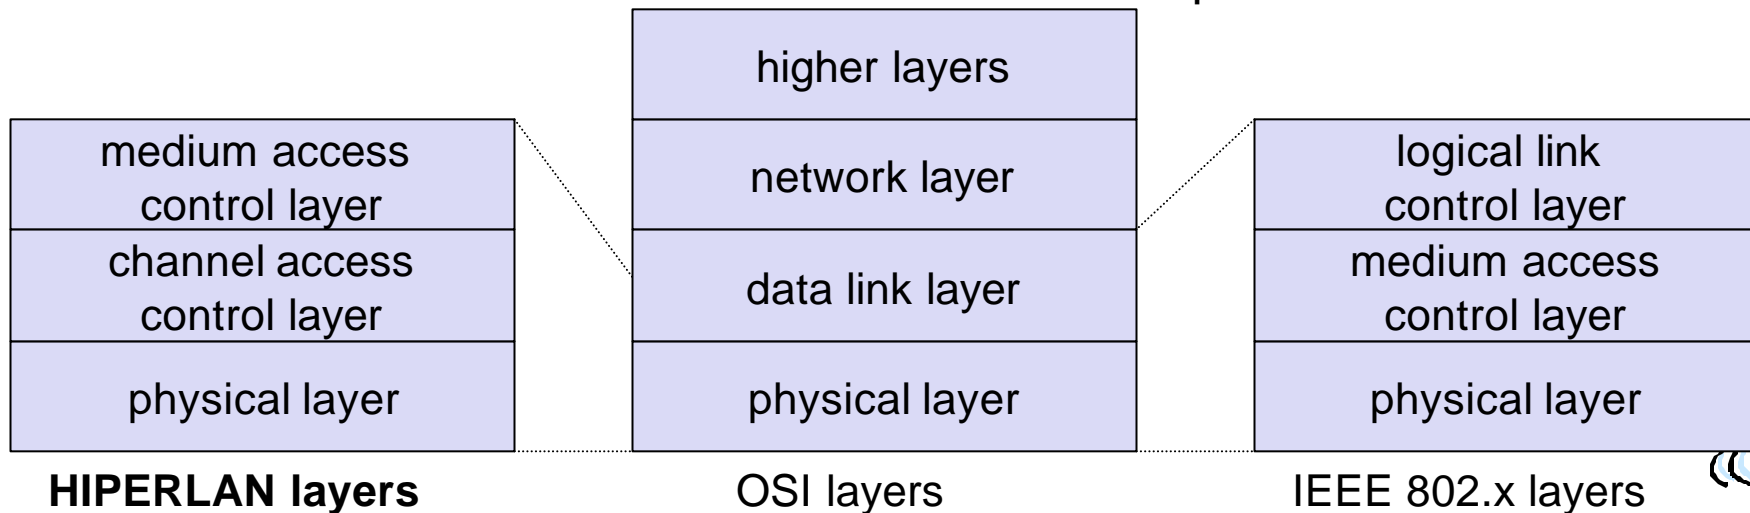 higher layers
medium access
control layer
channel access
control layer
physical layer
HIPERLAN layers
network layer
data link layer
physical layer
OSI layers
logical link
control layer
medium access
control layer
physical layer
IEEE 802.x layers